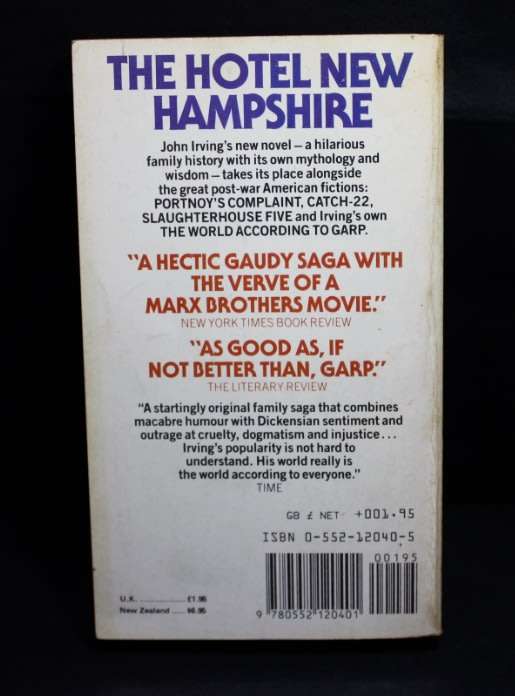 THE HOTEL NEW
HAMPSHIRE
John Irving's new novel – a hilarious
family history with its own mythology and
wisdom – takes its place alongside
the great post-war American fictions:
PORTNOY'S COMPLAINT, CATCH-22,
SLAUGHTERHOUSE FIVE and Irving's own
THE WORLD ACCORDING TO GARP.
"A HECTIC GAUDY SAGA WITH
THE VERVE OF A
MARX BROTHERS MOVIE."
NEW YORK TIMES BOOK REVIEW
"AS GOOD AS, IF
NOT BETTER THAN, GARP."
THE LITERARY REVIEW
"A startingly original family saga that combines
macabre humour with Dickensian sentiment and
outrage at cruelty, dogmatism and injustice...
Irving's popularity is not hard to
understand. His world really is
the world according to everyone."
TIME
GB £ NET +001.95
ISBN 0-552-12040-5
00195
U.K. ............ £1.95
New Zealand .... $6.95
9 780552 120401